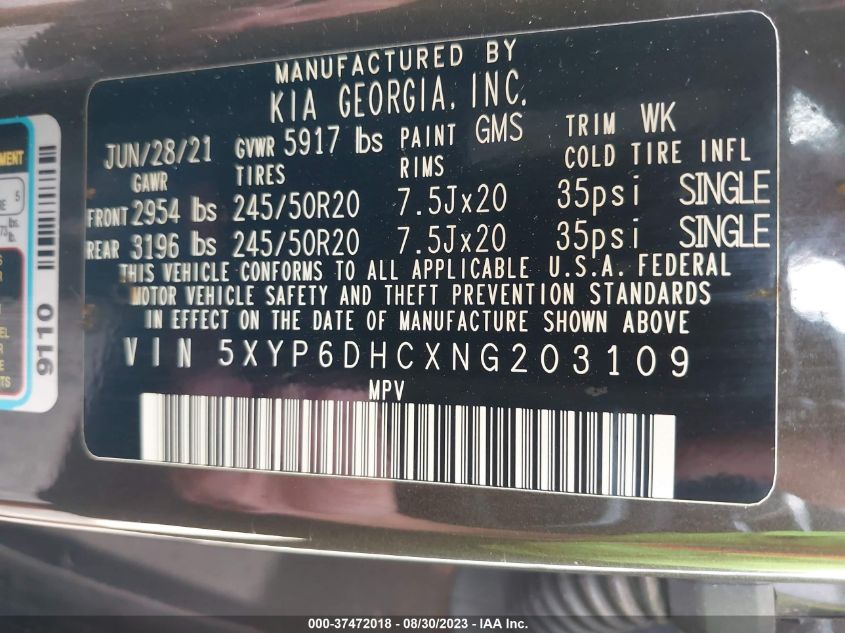 MANUFACTURED BY
KIA GEORGIA, INC.
JUN/28/21 GVWR 5917 lbs PAINT GMS TRIM WK
GAWR TIRES RIMS COLD TIRE INFL
FRONT 2954 lbs 245/50R20 7.5Jx20 35psi SINGLE
REAR 3196 lbs 245/50R20 7.5Jx20 35psi SINGLE
THIS VEHICLE CONFORMS TO ALL APPLICABLE U.S.A. FEDERAL
MOTOR VEHICLE SAFETY AND THEFT PREVENTION STANDARDS
IN EFFECT ON THE DATE OF MANUFACTURE SHOWN ABOVE
VIN 5XYP6DHCXNG203109
MPV
9110
000-37472018 - 08/30/2023 - IAA Inc.